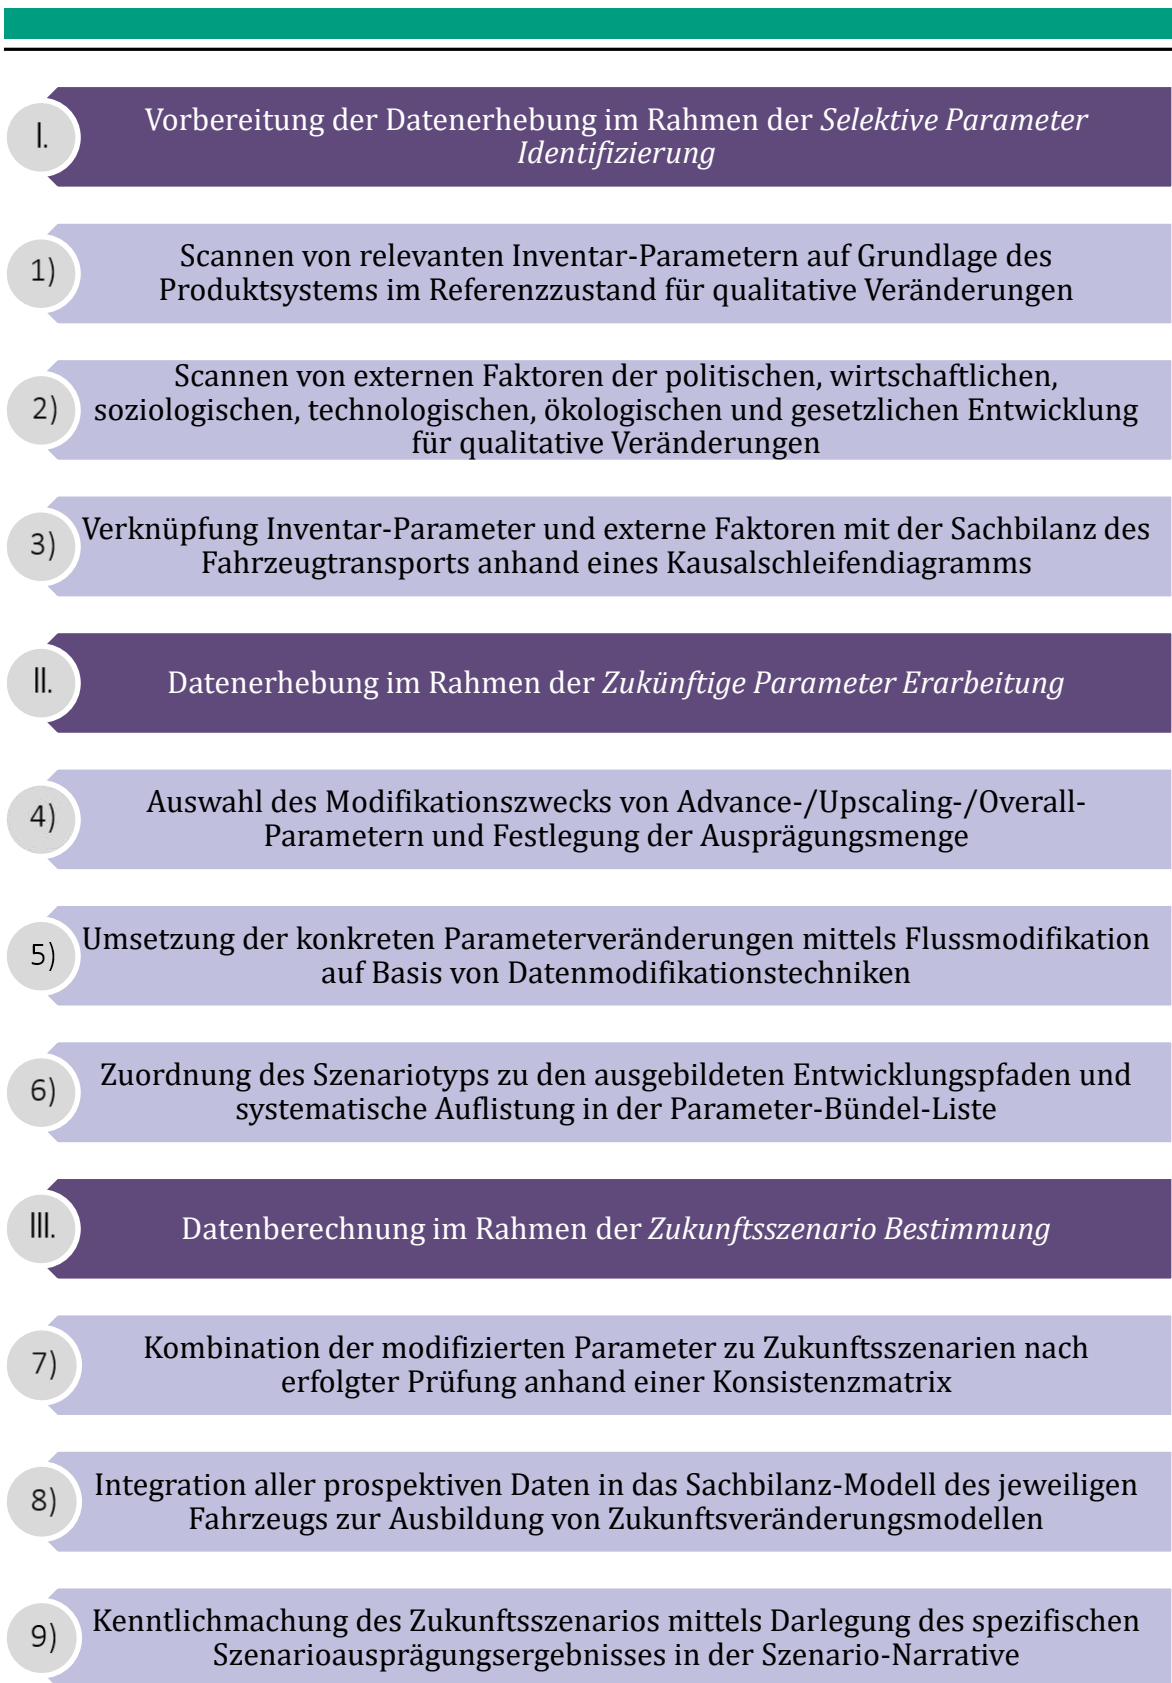 I.
Vorbereitung der Datenerhebung im Rahmen der Selektive Parameter
Identifizierung
1)
Scannen von relevanten Inventar-Parametern auf Grundlage des
Produktsystems im Referenzzustand für qualitative Veränderungen
2)
Scannen von externen Faktoren der politischen, wirtschaftlichen,
soziologischen, technologischen, ökologischen und gesetzlichen Entwicklung
für qualitative Veränderungen
3)
Verknüpfung Inventar-Parameter und externe Faktoren mit der Sachbilanz des
Fahrzeugtransports anhand eines Kausalschleifendiagramms
II.
Datenerhebung im Rahmen der Zukünftige Parameter Erarbeitung
4)
Auswahl des Modifikationszwecks von Advance-/Upscaling-/Overall-
Parametern und Festlegung der Ausprägungsmenge
5)
Umsetzung der konkreten Parameterveränderungen mittels Flussmodifikation
auf Basis von Datenmodifikationstechniken
6)
Zuordnung des Szenariotyps zu den ausgebildeten Entwicklungspfaden und
systematische Auflistung in der Parameter-Bündel-Liste
III.
Datenberechnung im Rahmen der Zukunftsszenario Bestimmung
7)
Kombination der modifizierten Parameter zu Zukunftsszenarien nach
erfolgter Prüfung anhand einer Konsistenzmatrix
8)
Integration aller prospektiven Daten in das Sachbilanz-Modell des jeweiligen
Fahrzeugs zur Ausbildung von Zukunftsveränderungsmodellen
9)
Kenntlichmachung des Zukunftsszenarios mittels Darlegung des spezifischen
Szenarioausprägungsergebnisses in der Szenario-Narrative